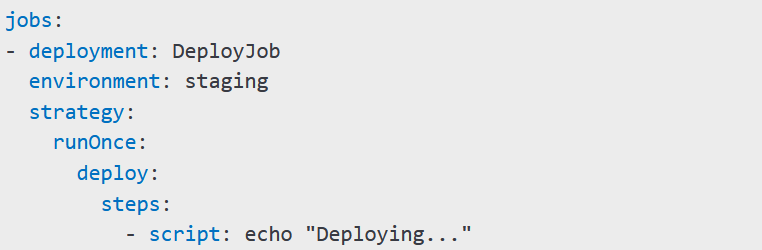 jobs:
- deployment: DeployJob
  environment: staging
  strategy:
    runOnce:
      deploy:
        steps:
          - script: echo "Deploying..."